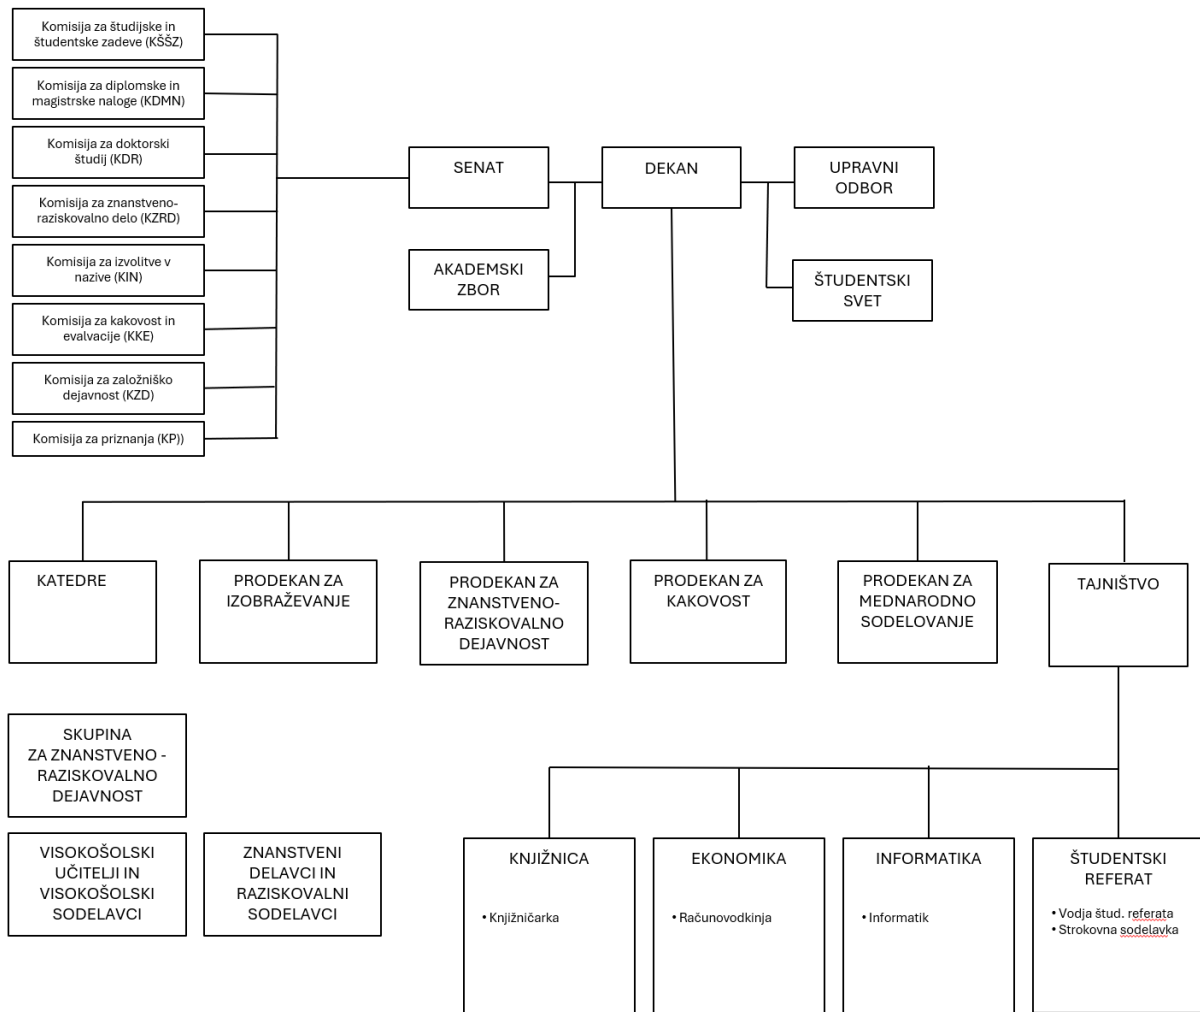 Komisija za študijske in
študentske zadeve (KŠŠZ)
Komisija za diplomske in
magistrske naloge (KDMN)
Komisija za doktorski
študij (KDR)
Komisija za znanstveno-
raziskovalno delo (KZRD)
Komisija za izvolitve v
nazive (KIN)
Komisija za kakovost in
evalvacije (KKE)
Komisija za založniško
dejavnost (KZD)
Komisija za priznanja (KP))
SENAT
DEKAN
UPRAVNI
ODBOR
AKADEMSKI
ZBOR
ŠTUDENTSKI
SVET
KATEDRE
PRODEKAN ZA
IZOBRAŽEVANJE
PRODEKAN ZA
ZNANSTVENO-
RAZISKOVALNO
DEJAVNOST
PRODEKAN ZA
KAKOVOST
PRODEKAN ZA
MEDNARODNO
SODELOVANJE
TAJNIŠTVO
SKUPINA
ZA ZNANSTVENO -
RAZISKOVALNO
DEJAVNOST
VISOKOŠOLSKI
UČITELJI IN
VISOKOŠOLSKI
SODELAVCI
ZNANSTVENI
DELAVCI IN
RAZISKOVALNI
SODELAVCI
KNJIŽNICA
• Knjižničarka
EKONOMIKA
• Računovodkinja
INFORMATIKA
• Informatik
ŠTUDENTSKI
REFERAT
• Vodja štud. referata
• Strokovna sodelavka